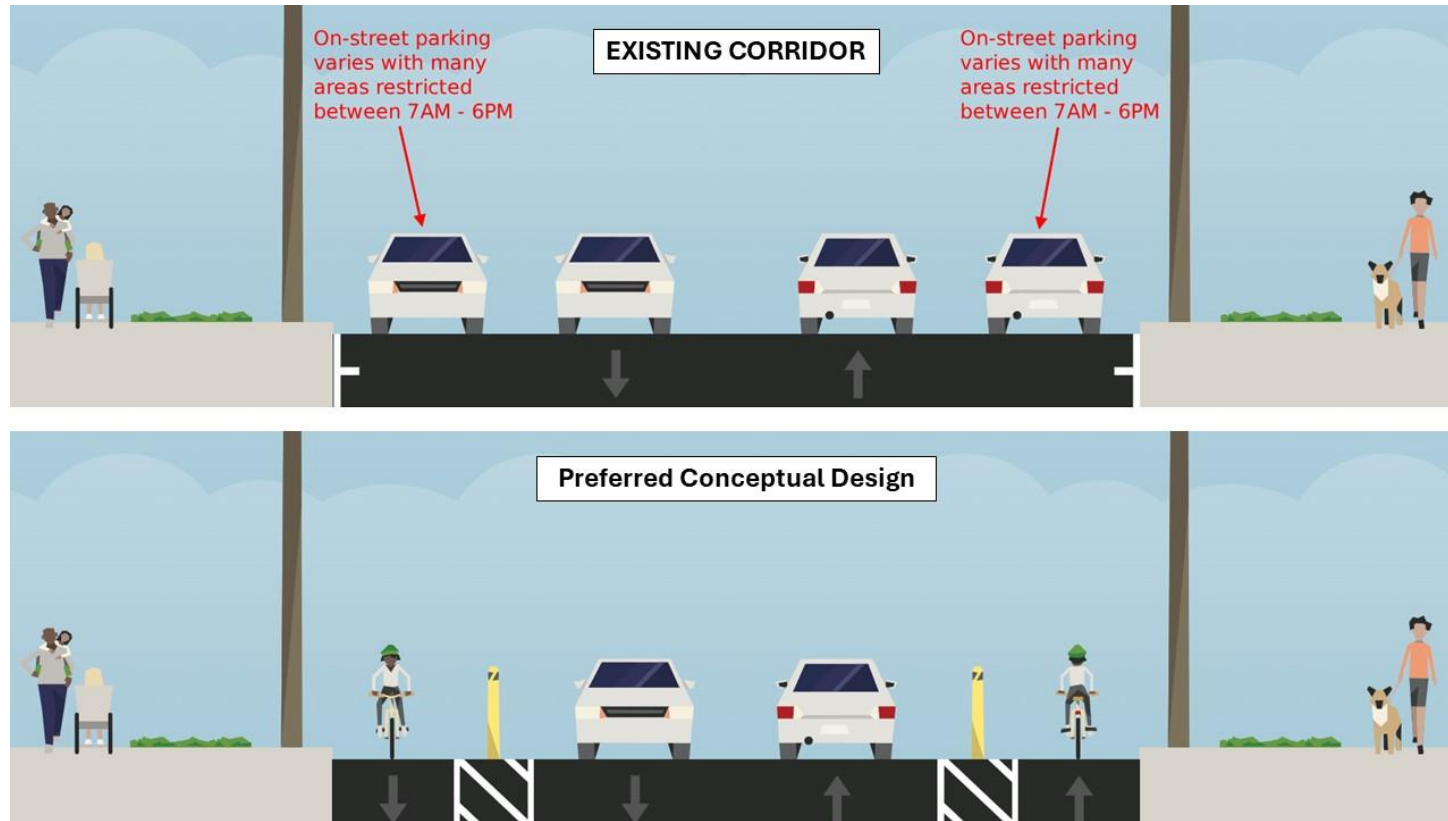 On-street parking
varies with many
areas restricted
between 7AM - 6PM
EXISTING CORRIDOR
On-street parking
varies with many
areas restricted
between 7AM - 6PM
Preferred Conceptual Design